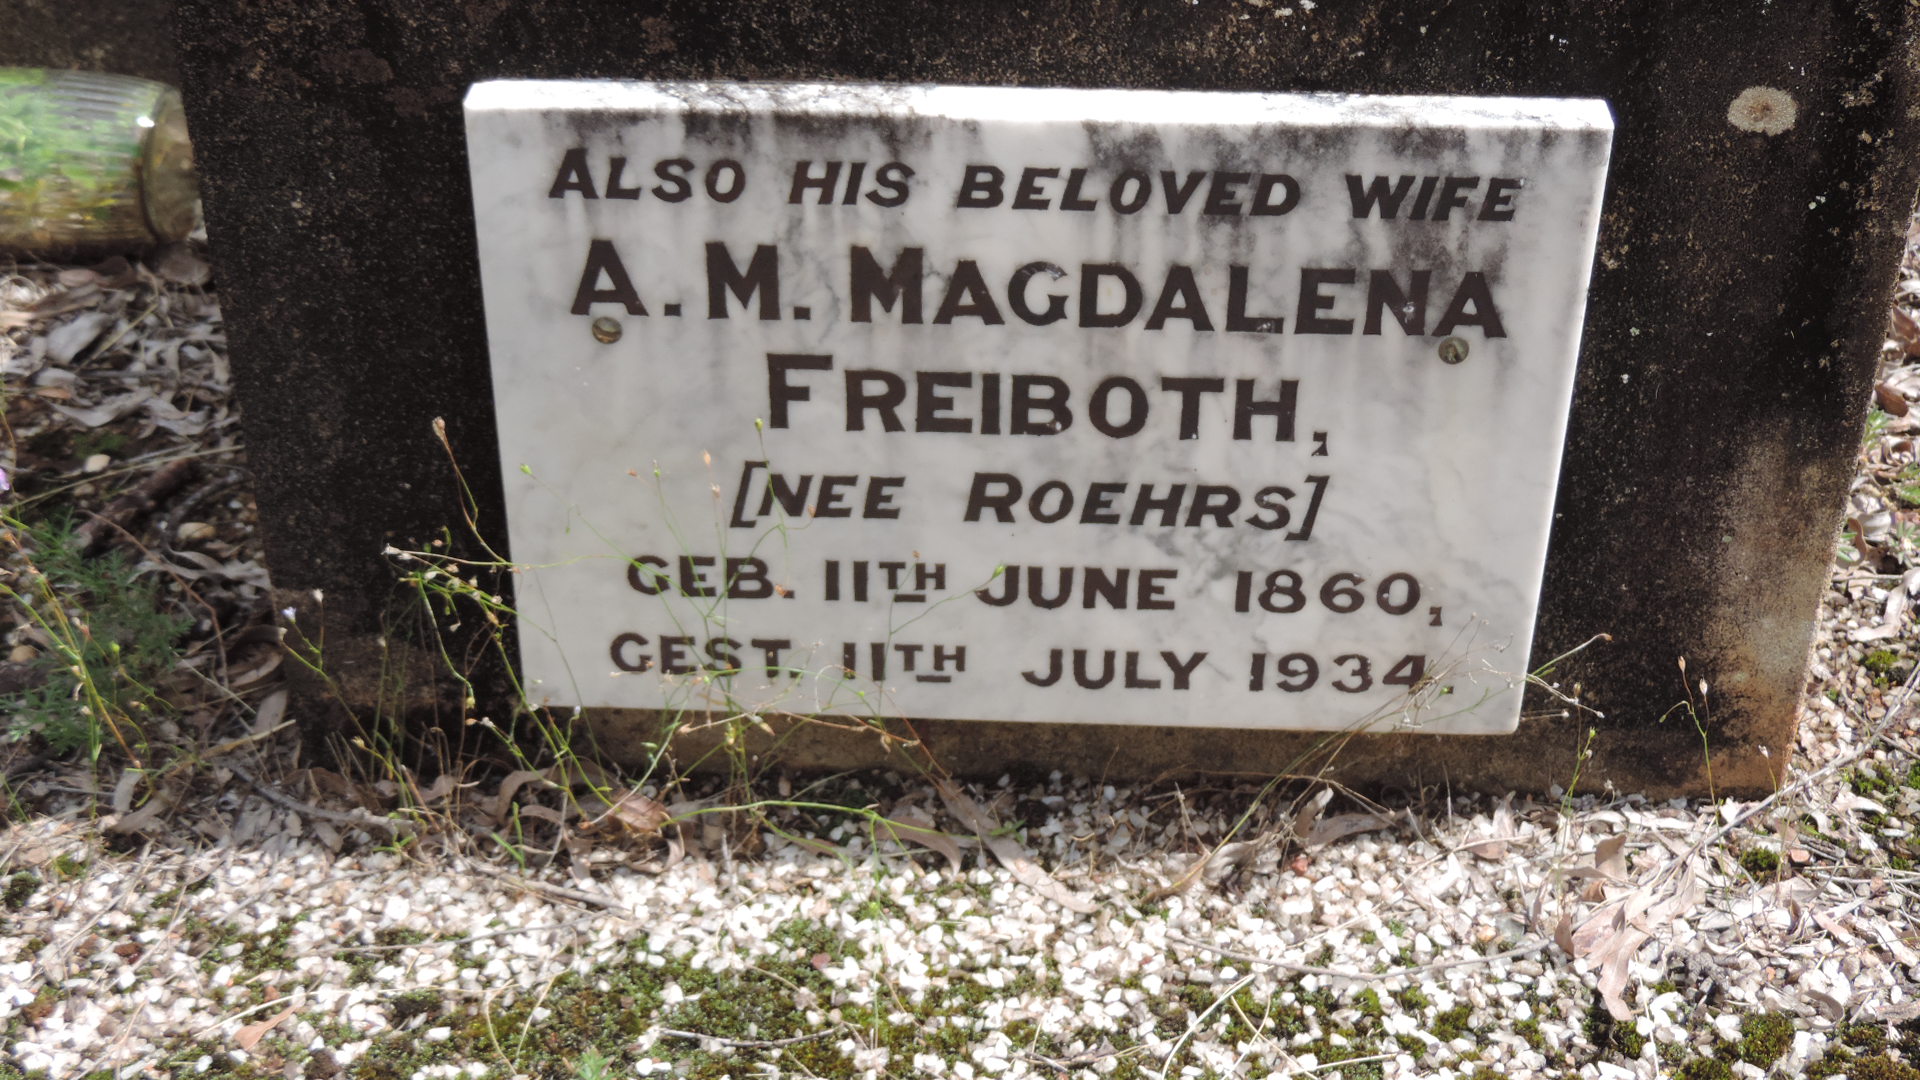 ALSO HIS BELOVED WIFE
A. M. MAGDALENA
FREIBOTH,
[NEE ROEHRS]
GEB. 11TH JUNE 1860,
GEST. 11TH JULY 1934.